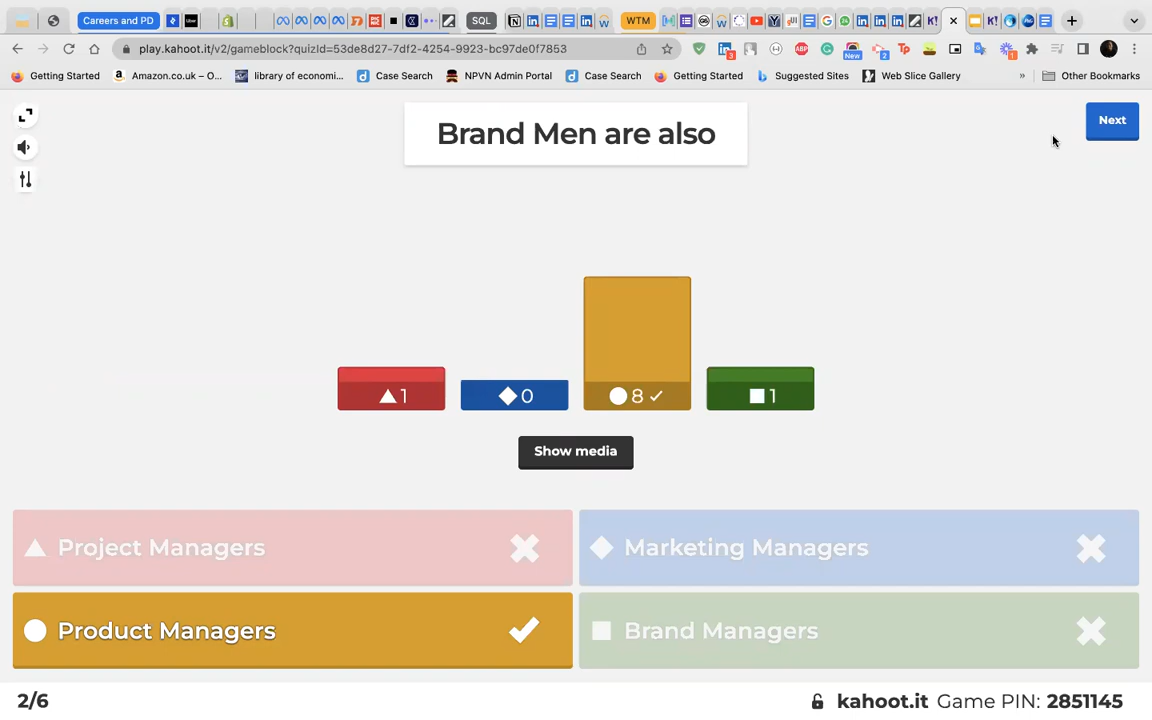 Careers and PD
SQL
WTM
play.kahoot.it/v2/gameblock?quizId=53de8d27-7df2-4254-9923-bc97de0f7853
Getting Started
Amazon.co.uk – O...
library of economi...
Case Search
NPVN Admin Portal
Case Search
Getting Started
Suggested Sites
Web Slice Gallery
»
Other Bookmarks
Brand Men are also
Next
1
0
8
1
Show media
Project Managers
Marketing Managers
Product Managers
Brand Managers
2/6
kahoot.it Game PIN: 2851145